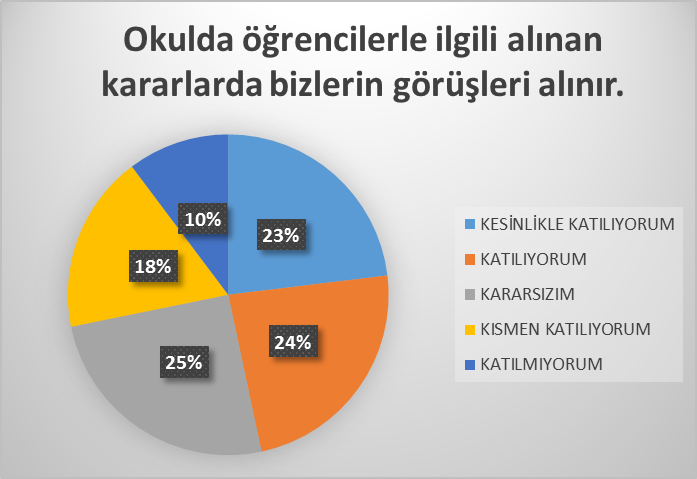 Okulda öğrencilerle ilgili alınan
kararlarda bizlerin görüşleri alınır.
10%
23%
18%
24%
25%
KESİNLİKLE KATILIYORUM
KATILIYORUM
KARARSIZIM
KISMEN KATILIYORUM
KATILMIYORUM